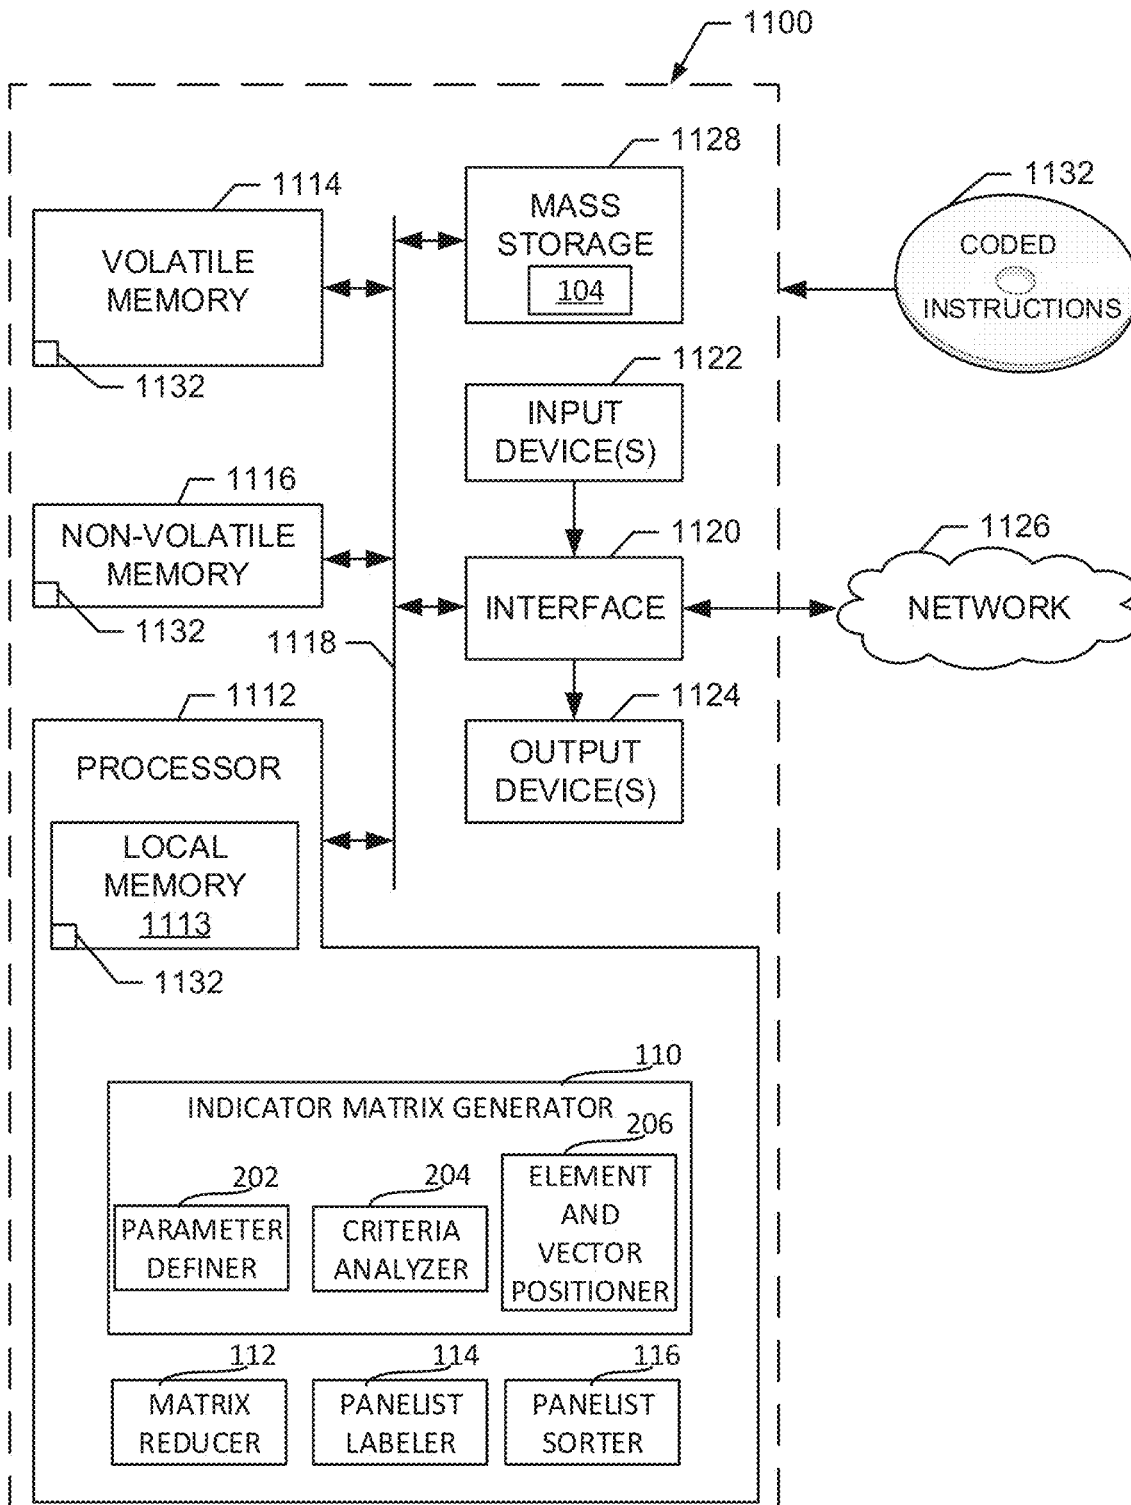 1100
1128
MASS
STORAGE
104
1114
VOLATILE
MEMORY
1132
1132
CODED
INSTRUCTIONS
1122
INPUT
DEVICE(S)
1116
NON-VOLATILE
MEMORY
1132
1120
INTERFACE
1126
NETWORK
1118
1112
PROCESSOR
1124
OUTPUT
DEVICE(S)
LOCAL
MEMORY
1113
1132
110
INDICATOR MATRIX GENERATOR
202
PARAMETER
DEFINER
204
CRITERIA
ANALYZER
206
ELEMENT
AND
VECTOR
POSITIONER
112
MATRIX
REDUCER
114
PANELIST
LABELER
116
PANELIST
SORTER